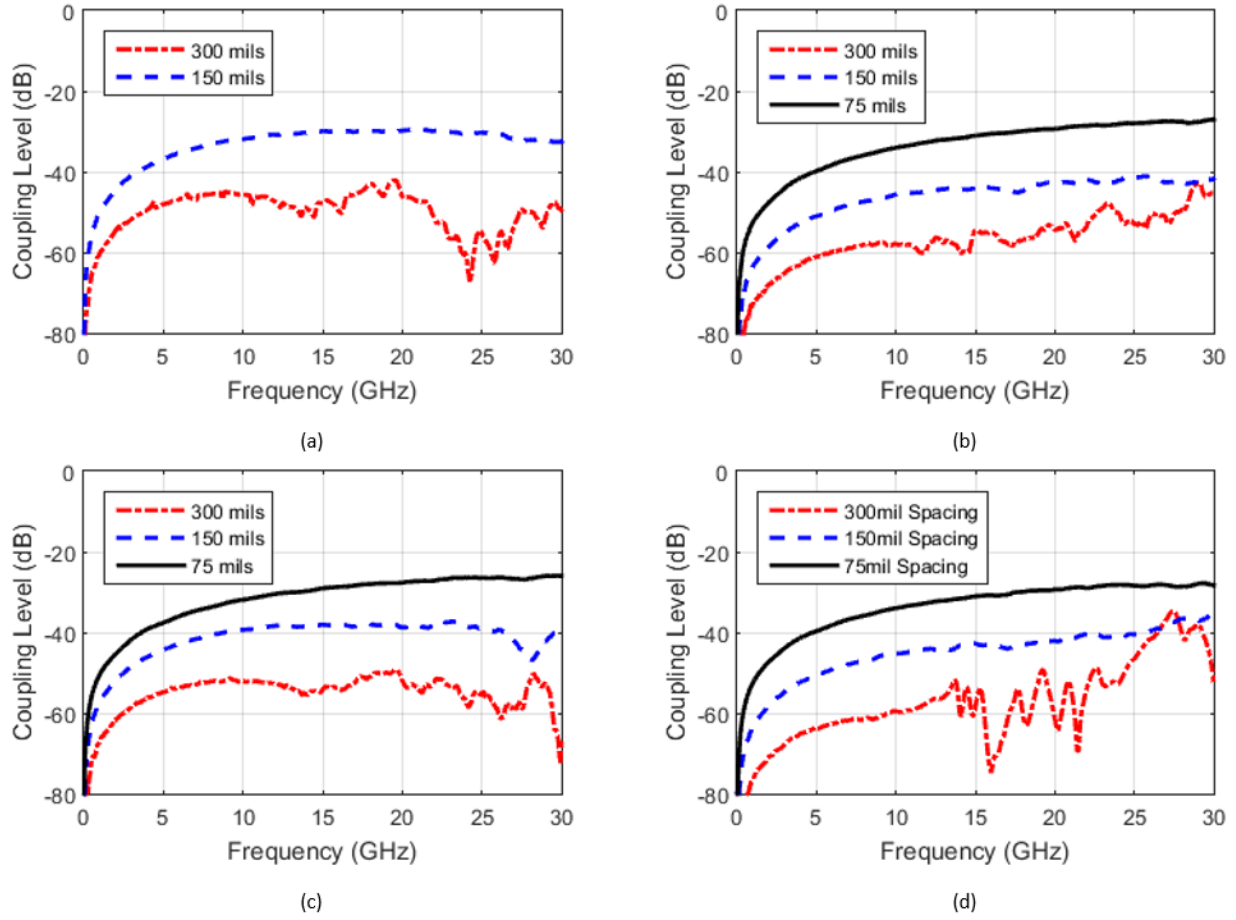 0
-20
-40
-60
-80
Coupling Level (dB)
300 mils
150 mils
0 5 10 15 20 25 30
Frequency (GHz)
(a)
0
-20
-40
-60
-80
Coupling Level (dB)
300 mils
150 mils
75 mils
0 5 10 15 20 25 30
Frequency (GHz)
(b)
0
-20
-40
-60
-80
Coupling Level (dB)
300 mils
150 mils
75 mils
0 5 10 15 20 25 30
Frequency (GHz)
(c)
0
-20
-40
-60
-80
Coupling Level (dB)
300mil Spacing
150mil Spacing
75mil Spacing
0 5 10 15 20 25 30
Frequency (GHz)
(d)